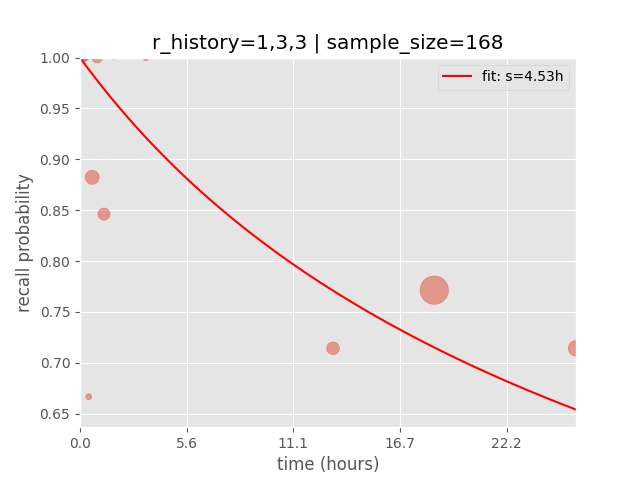 r_history=1,3,3 | sample_size=168
fit: s=4.53h
1.00
0.95
0.90
0.85
0.80
0.75
0.70
0.65
recall probability
0.0 5.6 11.1 16.7 22.2
time (hours)